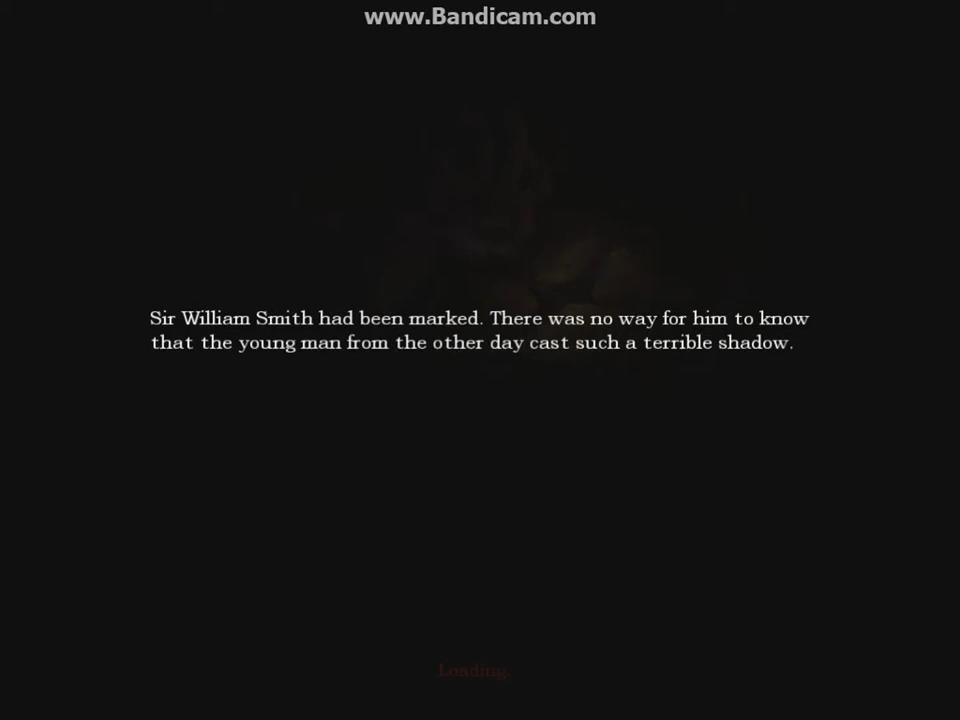 www.Bandicam.com
Sir William Smith had been marked. There was no way for him to know
that the young man from the other day cast such a terrible shadow.
Loading.